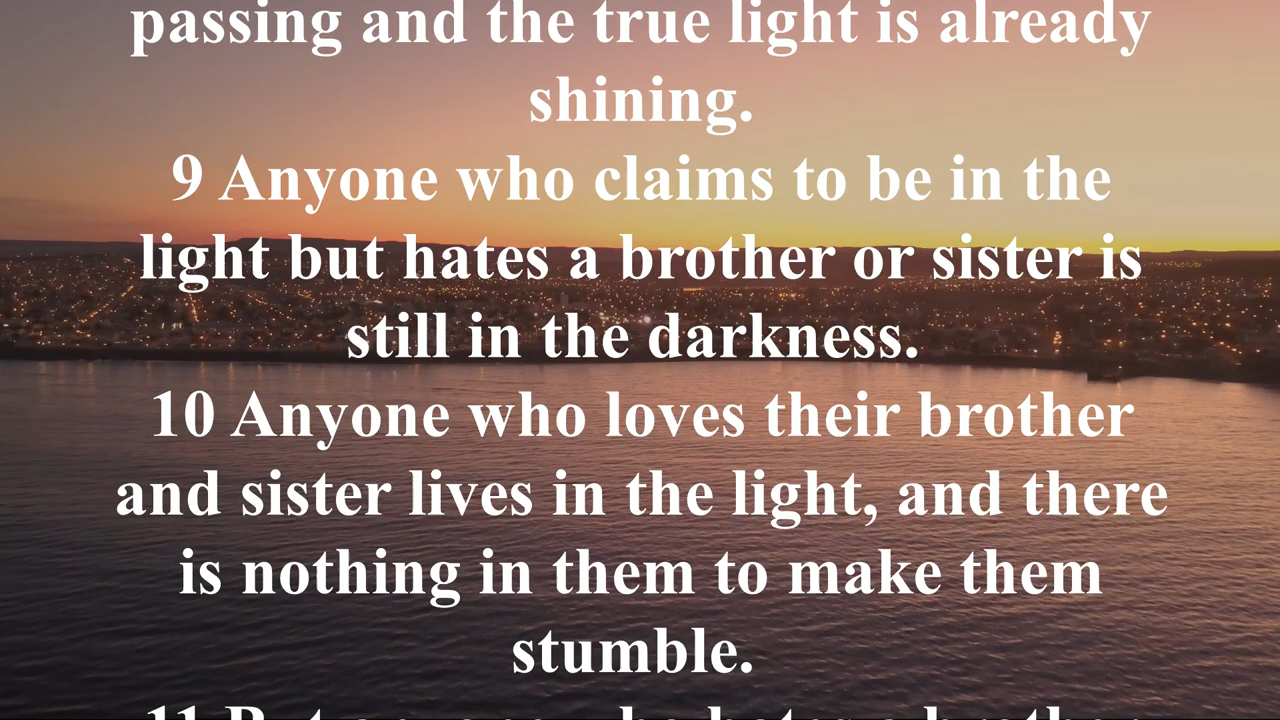 passing and the true light is already
shining.
9 Anyone who claims to be in the
light but hates a brother or sister is
still in the darkness.
10 Anyone who loves their brother
and sister lives in the light, and there
is nothing in them to make them
stumble.